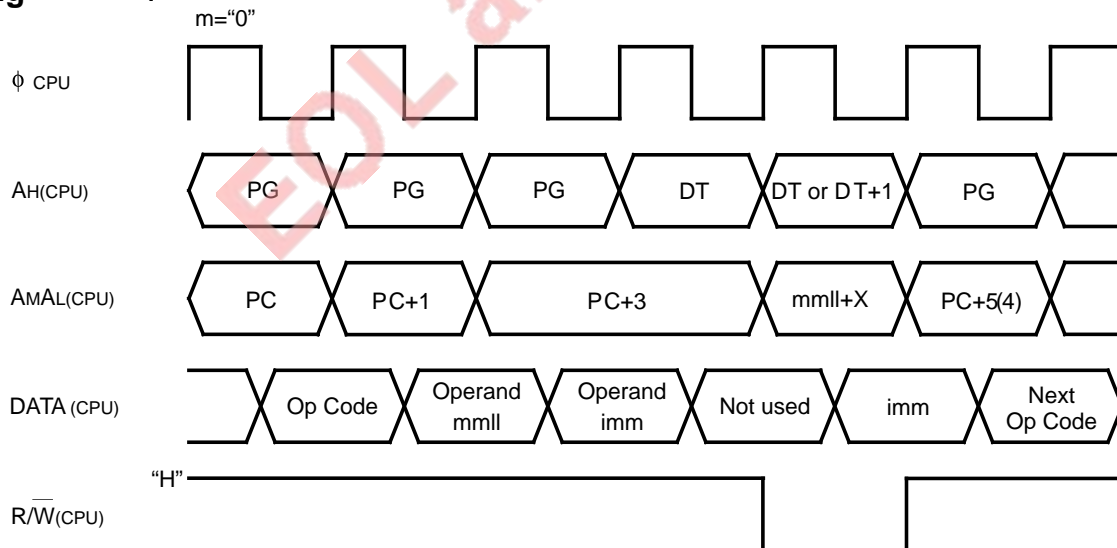 m="0"
ϕ CPU
AH(CPU) PG PG PG DT DT or DT+1 PG
AMAL(CPU) PC PC+1 PC+3 mmll+X PC+5(4)
DATA (CPU) Op Code Operand mmll Operand imm Not used imm Next Op Code
"H"
R/W̅(CPU)
EOL a